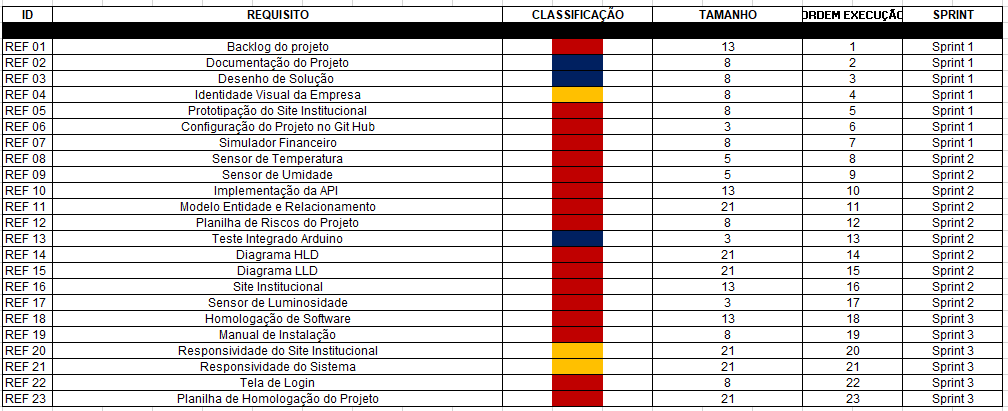 ID REQUISITO CLASSIFICAÇÃO TAMANHO ORDEM EXECUÇÃO SPRINT
REF 01 Backlog do projeto 13 1 Sprint 1
REF 02 Documentação do Projeto 8 2 Sprint 1
REF 03 Desenho de Solução 8 3 Sprint 1
REF 04 Identidade Visual da Empresa 8 4 Sprint 1
REF 05 Prototipação do Site Institucional 8 5 Sprint 1
REF 06 Configuração do Projeto no Git Hub 3 6 Sprint 1
REF 07 Simulador Financeiro 8 7 Sprint 1
REF 08 Sensor de Temperatura 5 8 Sprint 2
REF 09 Sensor de Umidade 5 9 Sprint 2
REF 10 Implementação da API 13 10 Sprint 2
REF 11 Modelo Entidade e Relacionamento 21 11 Sprint 2
REF 12 Planilha de Riscos do Projeto 8 12 Sprint 2
REF 13 Teste Integrado Arduino 3 13 Sprint 2
REF 14 Diagrama HLD 21 14 Sprint 2
REF 15 Diagrama LLD 21 15 Sprint 2
REF 16 Site Institucional 13 16 Sprint 2
REF 17 Sensor de Luminosidade 3 17 Sprint 2
REF 18 Homologação de Software 13 18 Sprint 3
REF 19 Manual de Instalação 8 19 Sprint 3
REF 20 Responsividade do Site Institucional 21 20 Sprint 3
REF 21 Responsividade do Sistema 21 21 Sprint 3
REF 22 Tela de Login 8 22 Sprint 3
REF 23 Planilha de Homologação do Projeto 21 23 Sprint 3